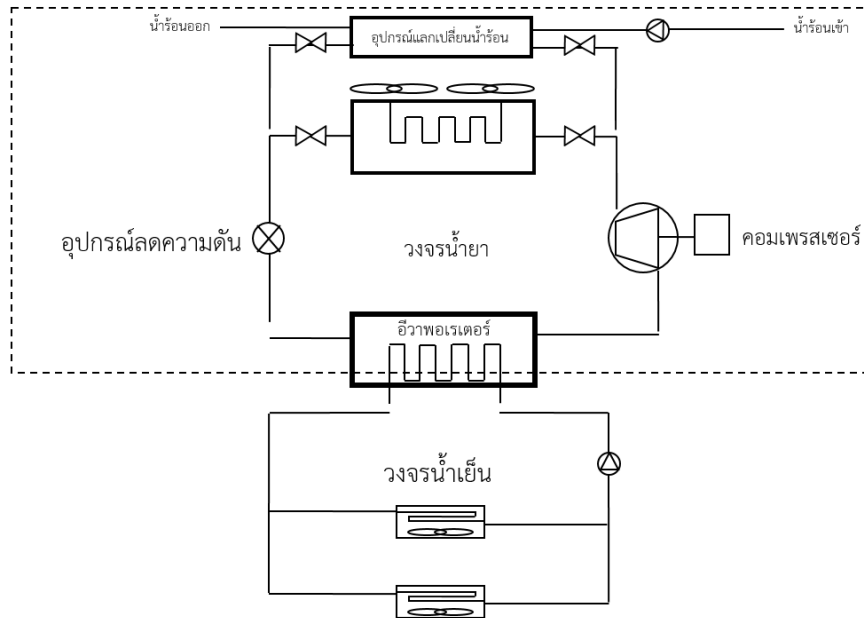 น้ำร้อนออก
อุปกรณ์แลกเปลี่ยนน้ำร้อน
น้ำร้อนเข้า
อุปกรณ์ลดความดัน
วงจรน้ำยา
คอมเพรสเซอร์
อีวาพอเรเตอร์
วงจรน้ำเย็น